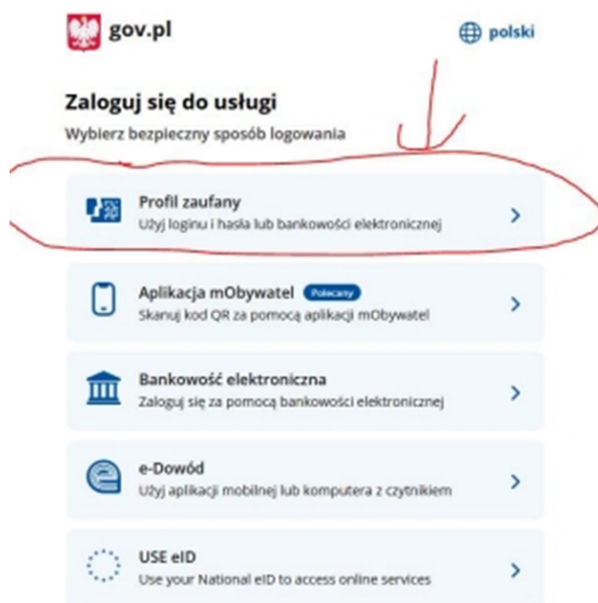 gov.pl
polski
Zaloguj się do usługi
Wybierz bezpieczny sposób logowania
Profil zaufany
Użyj loginu i hasła lub bankowości elektronicznej
Aplikacja mObywatel Polecany
Skanuj kod QR za pomocą aplikacji mObywatel
Bankowość elektroniczna
Zaloguj się za pomocą bankowości elektronicznej
e-Dowód
Użyj aplikacji mobilnej lub komputera z czytnikiem
USE eID
Use your National eID to access online services